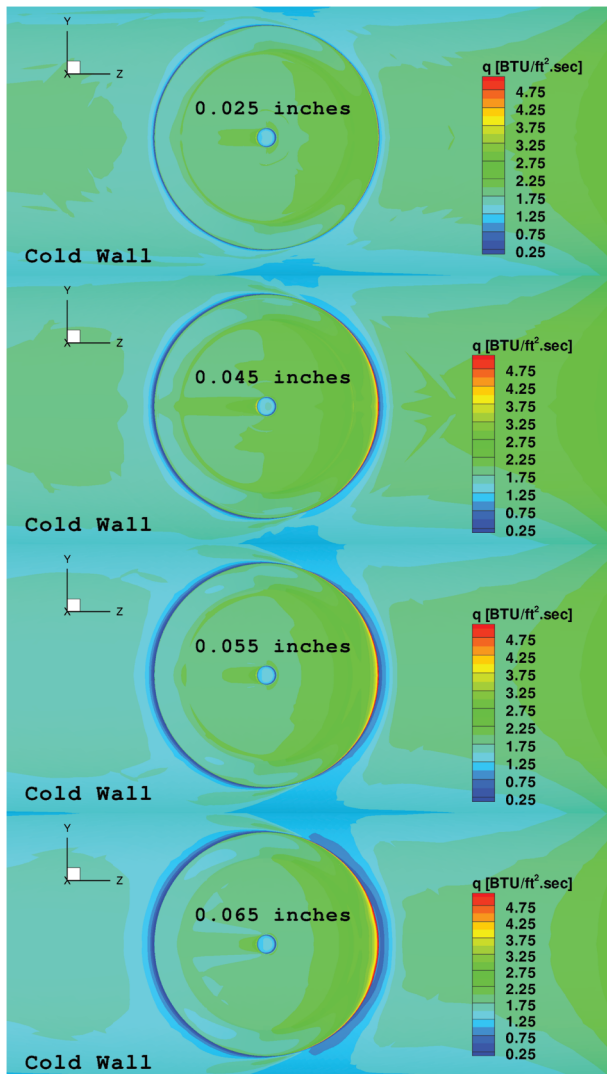 Y
X
Z
0.025 inches
q [BTU/ft².sec]
4.75
4.25
3.75
3.25
2.75
2.25
1.75
1.25
0.75
0.25
Cold Wall
Y
X
Z
0.045 inches
q [BTU/ft².sec]
4.75
4.25
3.75
3.25
2.75
2.25
1.75
1.25
0.75
0.25
Cold Wall
Y
X
Z
0.055 inches
q [BTU/ft².sec]
4.75
4.25
3.75
3.25
2.75
2.25
1.75
1.25
0.75
0.25
Cold Wall
Y
X
Z
0.065 inches
q [BTU/ft².sec]
4.75
4.25
3.75
3.25
2.75
2.25
1.75
1.25
0.75
0.25
Cold Wall